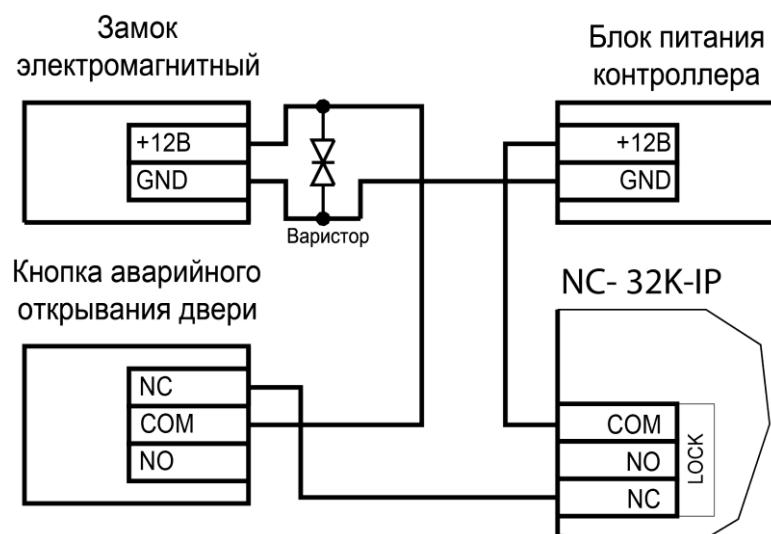 Замок
электромагнитный
+12В
GND
Варистор
Блок питания
контроллера
+12В
GND
Кнопка аварийного
открывания двери
NC
COM
NO
NC- 32K-IP
COM
NO
NC
LOCK